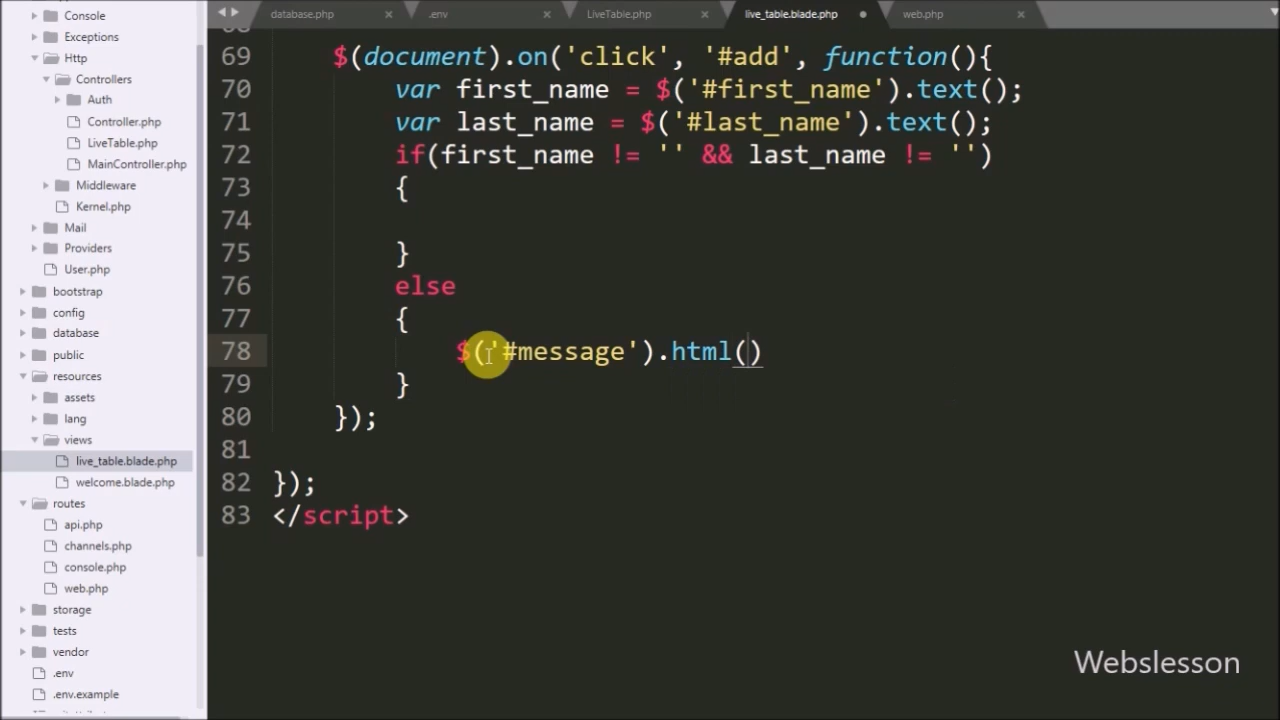 database.php
.env
LiveTable.php
live_table.blade.php
web.php
Console
Exceptions
Http
Controllers
Auth
Controller.php
LiveTable.php
MainController.php
Middleware
Kernel.php
Mail
Providers
User.php
bootstrap
config
database
public
resources
assets
lang
views
live_table.blade.php
welcome.blade.php
routes
api.php
channels.php
console.php
web.php
storage
tests
vendor
.env
.env.example
69 $(document).on('click', '#add', function(){
70 var first_name = $('#first_name').text();
71 var last_name = $('#last_name').text();
72 if(first_name != '' && last_name != '')
73 {
74
75 }
76 else
77 {
78 $('#message').html()
79 }
80 });
81
82 });
83 </script>
Webslesson